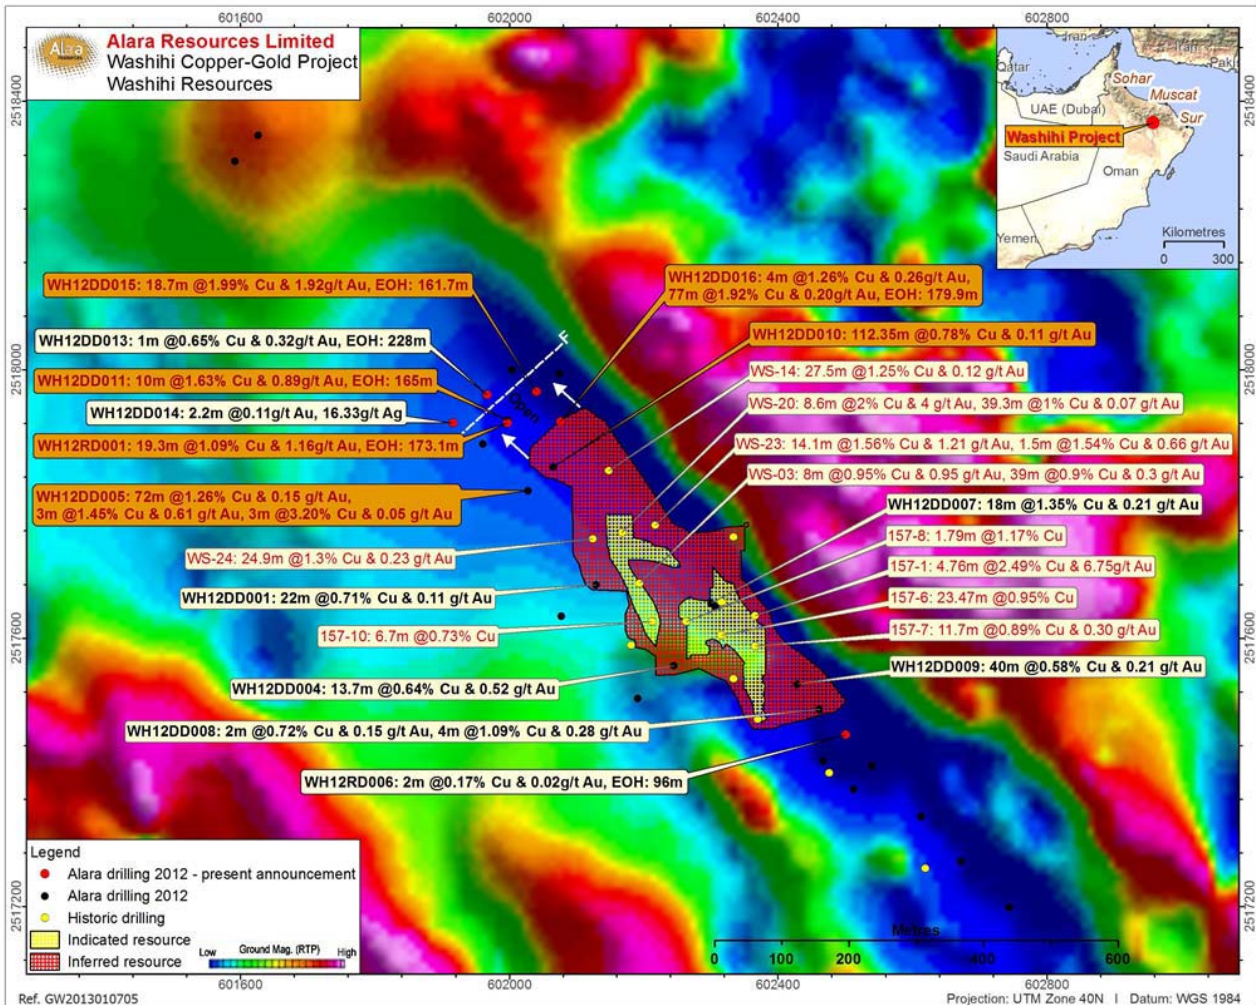 601600
602000
602400
602800
Alara
RESOURCES
Alara Resources Limited
Washihi Copper-Gold Project
Washihi Resources
Iran
Iran
Pakis
Qatar
Sohar
Muscat
UAE (Dubai)
Sur
Washihi Project
Saudi Arabia
Oman
Yemen
Kilometres
0 300
2518400
2518400
2518000
2518000
2517600
2517600
2517200
2517200
WH12DD015: 18.7m @1.99% Cu & 1.92g/t Au, EOH: 161.7m
WH12DD016: 4m @1.26% Cu & 0.26g/t Au,
77m @1.92% Cu & 0.20g/t Au, EOH: 179.9m
WH12DD013: 1m @0.65% Cu & 0.32g/t Au, EOH: 228m
WH12DD010: 112.35m @0.78% Cu & 0.11 g/t Au
F
Open
WH12DD011: 10m @1.63% Cu & 0.89g/t Au, EOH: 165m
WS-14: 27.5m @1.25% Cu & 0.12 g/t Au
WH12DD014: 2.2m @0.11g/t Au, 16.33g/t Ag
WS-20: 8.6m @2% Cu & 4 g/t Au, 39.3m @1% Cu & 0.07 g/t Au
WH12RD001: 19.3m @1.09% Cu & 1.16g/t Au, EOH: 173.1m
WS-23: 14.1m @1.56% Cu & 1.21 g/t Au, 1.5m @1.54% Cu & 0.66 g/t Au
WS-03: 8m @0.95% Cu & 0.95 g/t Au, 39m @0.9% Cu & 0.3 g/t Au
WH12DD005: 72m @1.26% Cu & 0.15 g/t Au,
3m @1.45% Cu & 0.61 g/t Au, 3m @3.20% Cu & 0.05 g/t Au
WH12DD007: 18m @1.35% Cu & 0.21 g/t Au
157-8: 1.79m @1.17% Cu
WS-24: 24.9m @1.3% Cu & 0.23 g/t Au
157-1: 4.76m @2.49% Cu & 6.75g/t Au
WH12DD001: 22m @0.71% Cu & 0.11 g/t Au
157-6: 23.47m @0.95% Cu
157-10: 6.7m @0.73% Cu
157-7: 11.7m @0.89% Cu & 0.30 g/t Au
WH12DD009: 40m @0.58% Cu & 0.21 g/t Au
WH12DD004: 13.7m @0.64% Cu & 0.52 g/t Au
WH12DD008: 2m @0.72% Cu & 0.15 g/t Au, 4m @1.09% Cu & 0.28 g/t Au
WH12RD006: 2m @0.17% Cu & 0.02g/t Au, EOH: 96m
Legend
Alara drilling 2012 - present announcement
Alara drilling 2012
Historic drilling
Indicated resource
Inferred resource
Low Ground Mag. (RTP) High
Metres
0 200 400 600
601600
602000
602400
602800
Ref. GW2013010705
Projection: UTM Zone 40N | Datum: WGS 1984